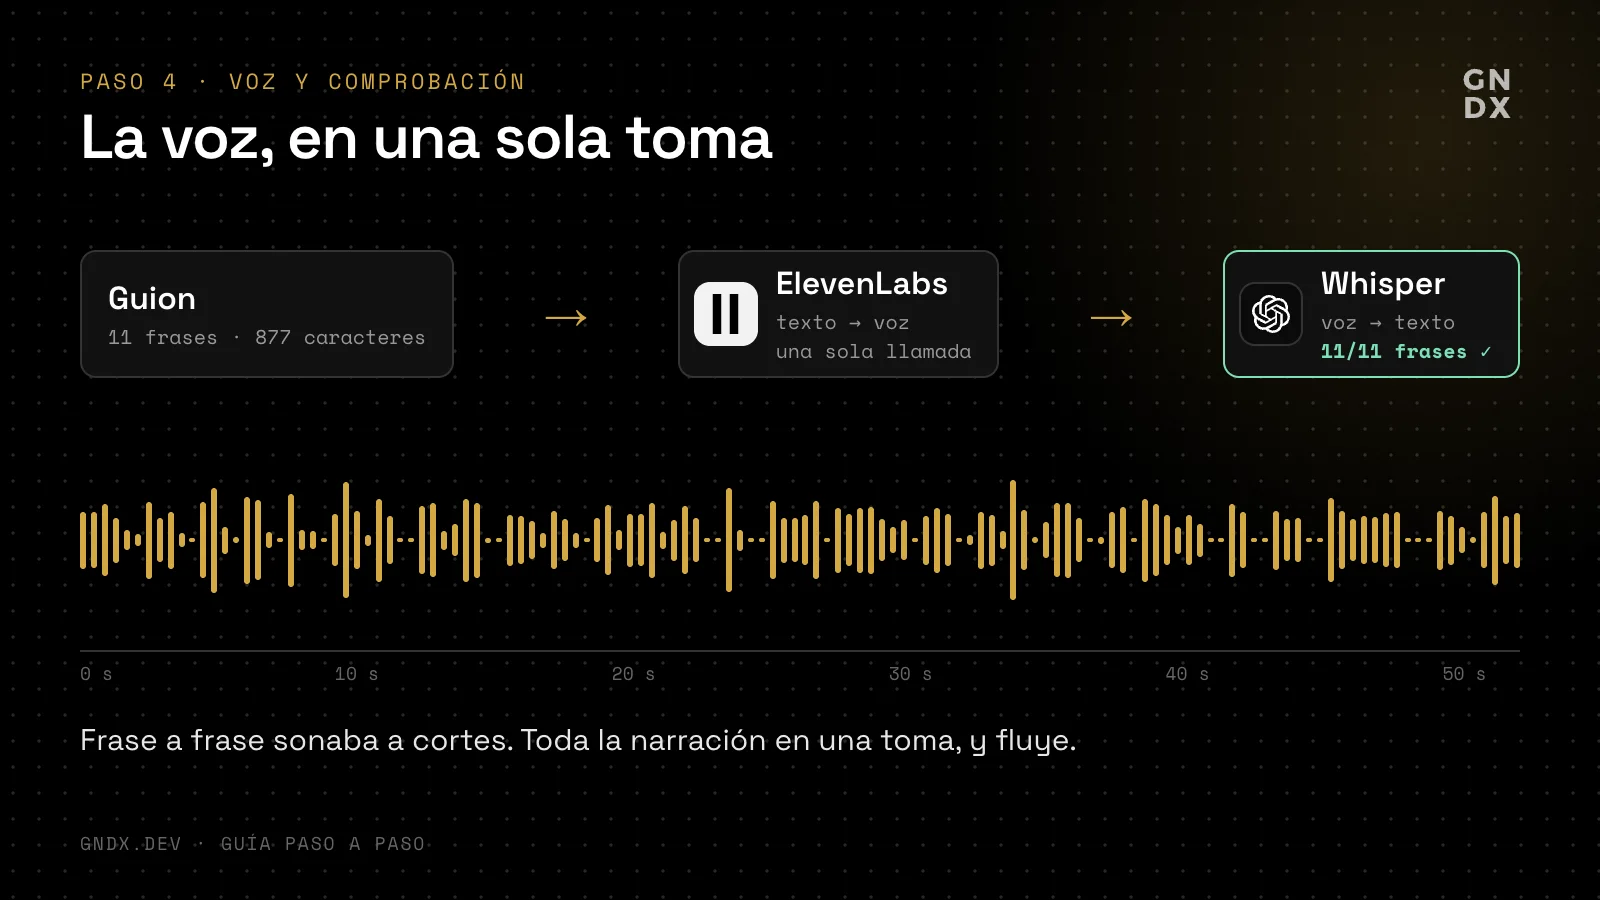 PASO 4 · VOZ Y COMPROBACIÓN
La voz, en una sola toma
GN
DX
Guion
11 frases · 877 caracteres
→
ElevenLabs
texto → voz
una sola llamada
→
Whisper
voz → texto
11/11 frases ✓
0 s
10 s
20 s
30 s
40 s
50 s
Frase a frase sonaba a cortes. Toda la narración en una toma, y fluye.
GNDX.DEV · GUÍA PASO A PASO